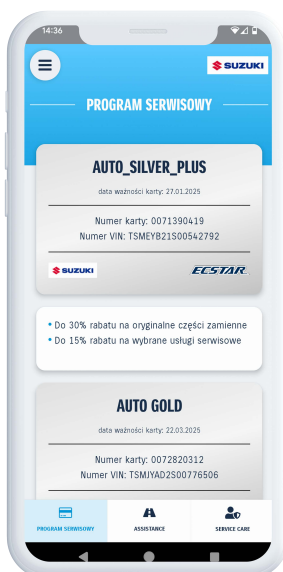 14:36
SUZUKI
PROGRAM SERWISOWY
AUTO_SILVER_PLUS
data ważności karty: 27.01.2025
Numer karty: 0071390419
Numer VIN: TSMEYB21S00542792
SUZUKI
ECSTAR
• Do 30% rabatu na oryginalne części zamienne
• Do 15% rabatu na wybrane usługi serwisowe
AUTO GOLD
data ważności karty: 22.03.2025
Numer karty: 0072820312
Numer VIN: TSMJYAD2S00776506
PROGRAM SERWISOWY
ASSISTANCE
SERVICE CARE